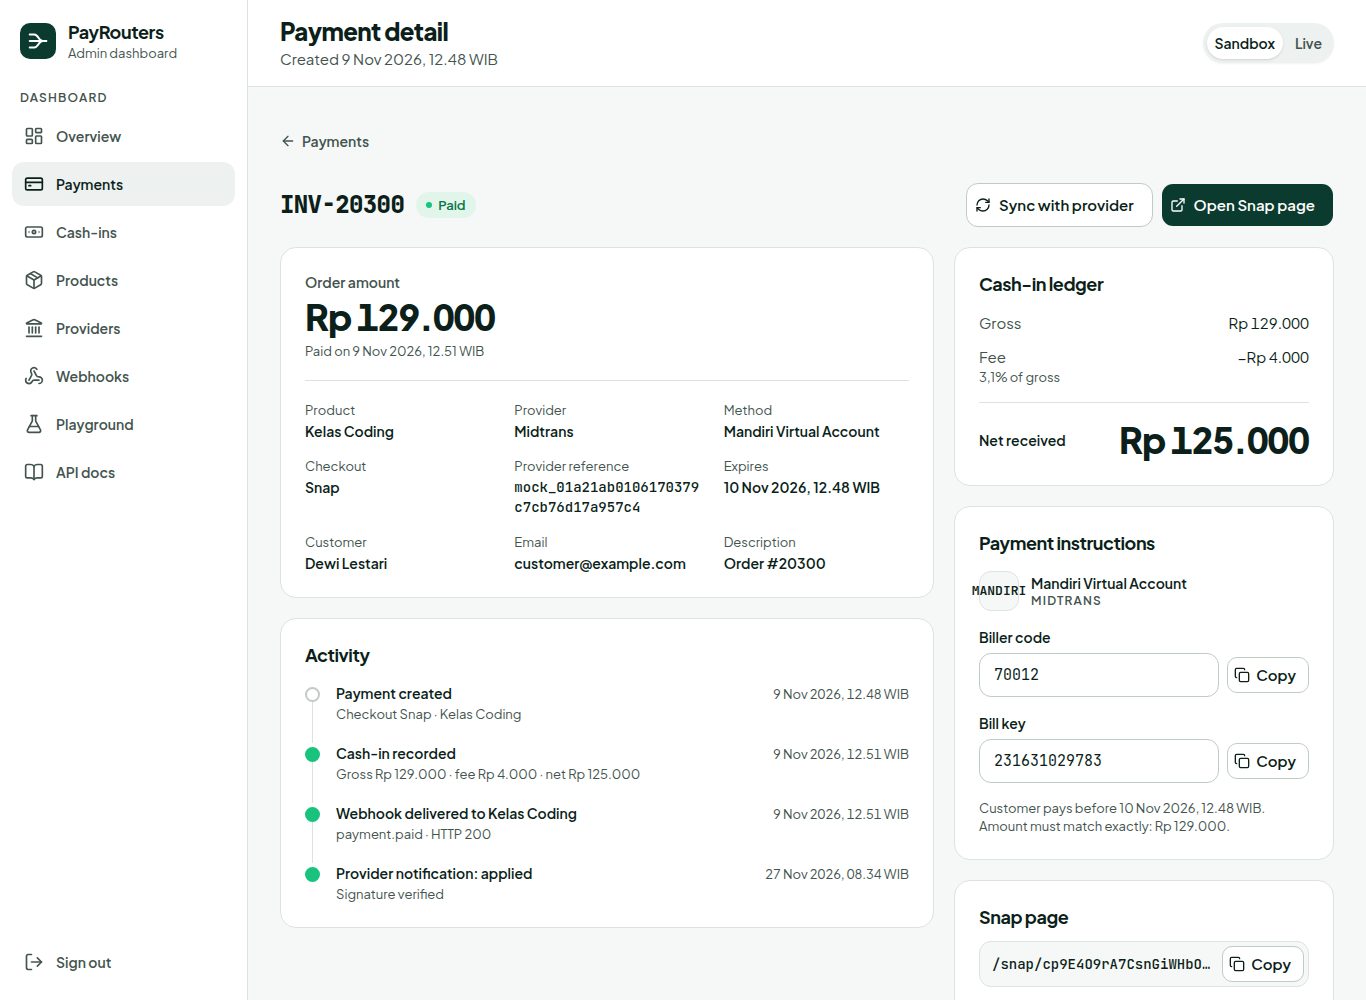 PayRouters
Admin dashboard
DASHBOARD
Overview
Payments
Cash-ins
Products
Providers
Webhooks
Playground
API docs
Sign out
Payment detail
Created 9 Nov 2026, 12.48 WIB
Sandbox
Live
Payments
INV-20300
Paid
Sync with provider
Open Snap page
Order amount
Rp 129.000
Paid on 9 Nov 2026, 12.51 WIB
Product
Kelas Coding
Provider
Midtrans
Method
Mandiri Virtual Account
Checkout
Snap
Provider reference
mock_01a21ab0106170379
c7cb76d17a957c4
Expires
10 Nov 2026, 12.48 WIB
Customer
Dewi Lestari
Email
customer@example.com
Description
Order #20300
Activity
Payment created
9 Nov 2026, 12.48 WIB
Checkout Snap · Kelas Coding
Cash-in recorded
9 Nov 2026, 12.51 WIB
Gross Rp 129.000 · fee Rp 4.000 · net Rp 125.000
Webhook delivered to Kelas Coding
9 Nov 2026, 12.51 WIB
payment.paid · HTTP 200
Provider notification: applied
27 Nov 2026, 08.34 WIB
Signature verified
Cash-in ledger
Gross
Rp 129.000
Fee
−Rp 4.000
3,1% of gross
Net received
Rp 125.000
Payment instructions
MANDIRI
Mandiri Virtual Account
MIDTRANS
Biller code
70012
Copy
Bill key
231631029783
Copy
Customer pays before 10 Nov 2026, 12.48 WIB.
Amount must match exactly: Rp 129.000.
Snap page
/snap/cp9E4O9rA7CsnGiWHbO…
Copy